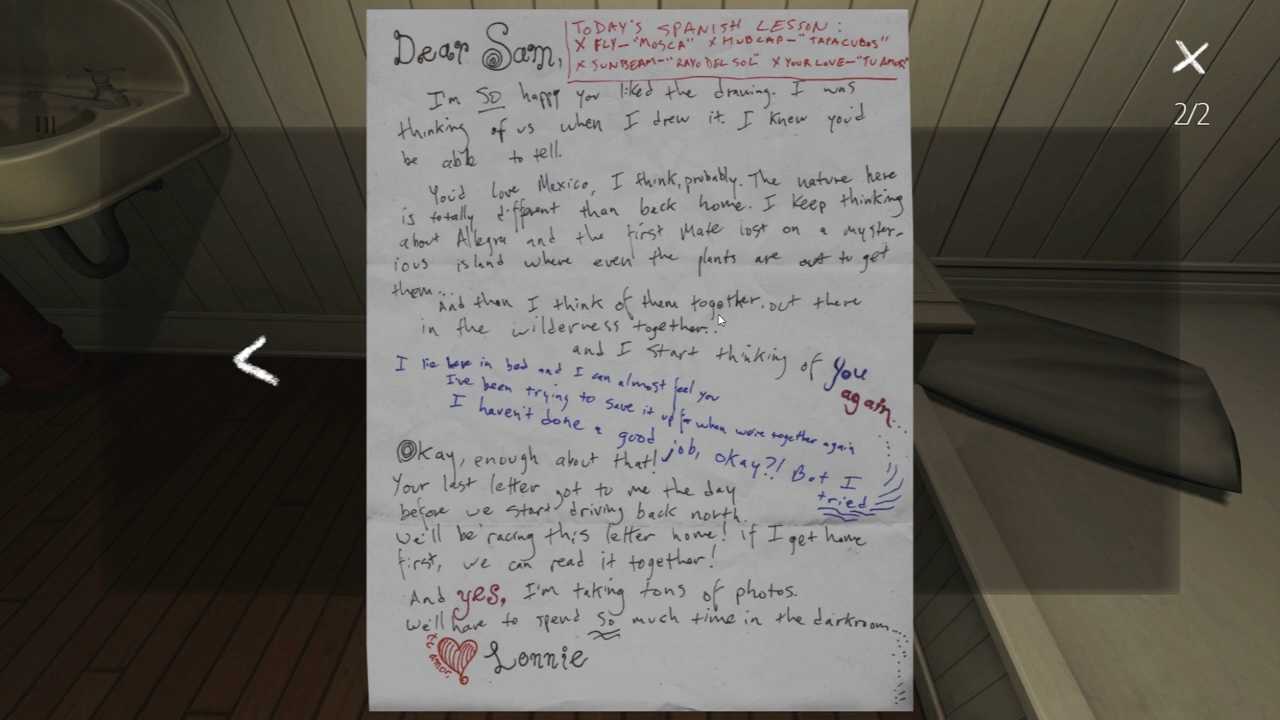 Dear Sam,
TODAY'S SPANISH LESSON:
x FLY-"MOSCA" x HUBCAP-"TAPACUBOS"
x SUNBEAM-"RAYO DEL SOL" x YOUR LOVE-"TU AMOR"
I'm SO happy you liked the drawing. I was
thinking of us when I drew it. I knew you'd
be able to tell.
You'd love Mexico, I think, probably. The nature here
is totally different than back home. I keep thinking
about Allegra and the First Mate lost on a myster-
ious island where even the plants are out to get
them...
And then I think of them together. out there
in the wilderness together..
and I start thinking of you
again.
I lie here in bed and I can almost feel you
I've been trying to save it up for when we're together again
I haven't done a good job, okay?! But I
tried
Okay, enough about that!
Your last letter got to me the day
before we start driving back north.
We'll be racing this letter home! if I get home
first, we can read it together!
And yes, I'm taking tons of photos.
We'll have to spend so much time in the darkroom...
amor,
Lonnie
2/2